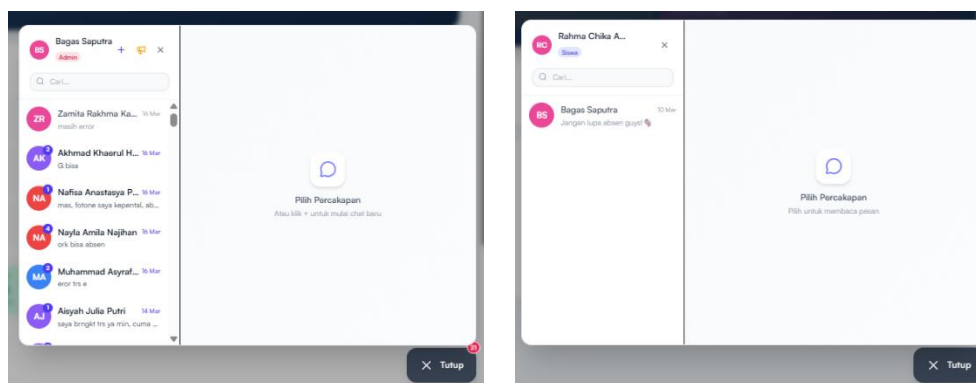 BS
Bagas Saputra
Admin
Cari...
ZR
Zamita Rakhma Ka... 16 Mar
masih error
AK 2
Akhmad Khaerul H... 16 Mar
G bisa
NA 1
Nafisa Anastasya P... 16 Mar
mas, fotone saya kepental, ab...
NA 4
Nayla Amila Najihan 16 Mar
ork bisa absen
MA 2
Muhammad Asyraf... 16 Mar
eror trs e
AJ 1
Aisyah Julia Putri 14 Mar
saya brngkt trs ya min, cuma ...
Pilih Percakapan
Atau klik + untuk mulai chat baru
Tutup
RC
Rahma Chika A...
Siswa
Cari...
BS
Bagas Saputra 10 Mar
Jangan lupa absen guys!
Pilih Percakapan
Pilih untuk membaca pesan
Tutup